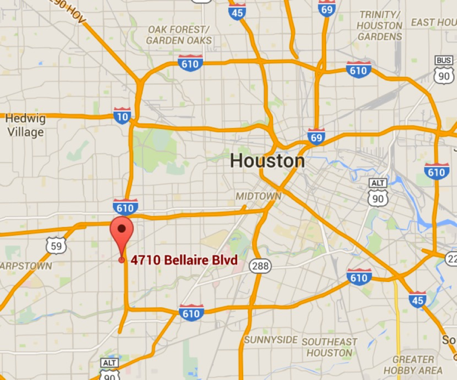 290 HOV
45
69
TRINITY/
HOUSTON
GARDENS
EAST HOU
OAK FOREST/
GARDEN OAKS
610
610
BUS
90
10
Hedwig
Village
69
Houston
610
ALT
90
MIDTOWN
610
59
4710 Bellaire Blvd
ARPSTOWN
288
610
22
610
45
SUNNYSIDE
SOUTHEAST
HOUSTON
So
ALT
90
GREATER
HOBBY AREA